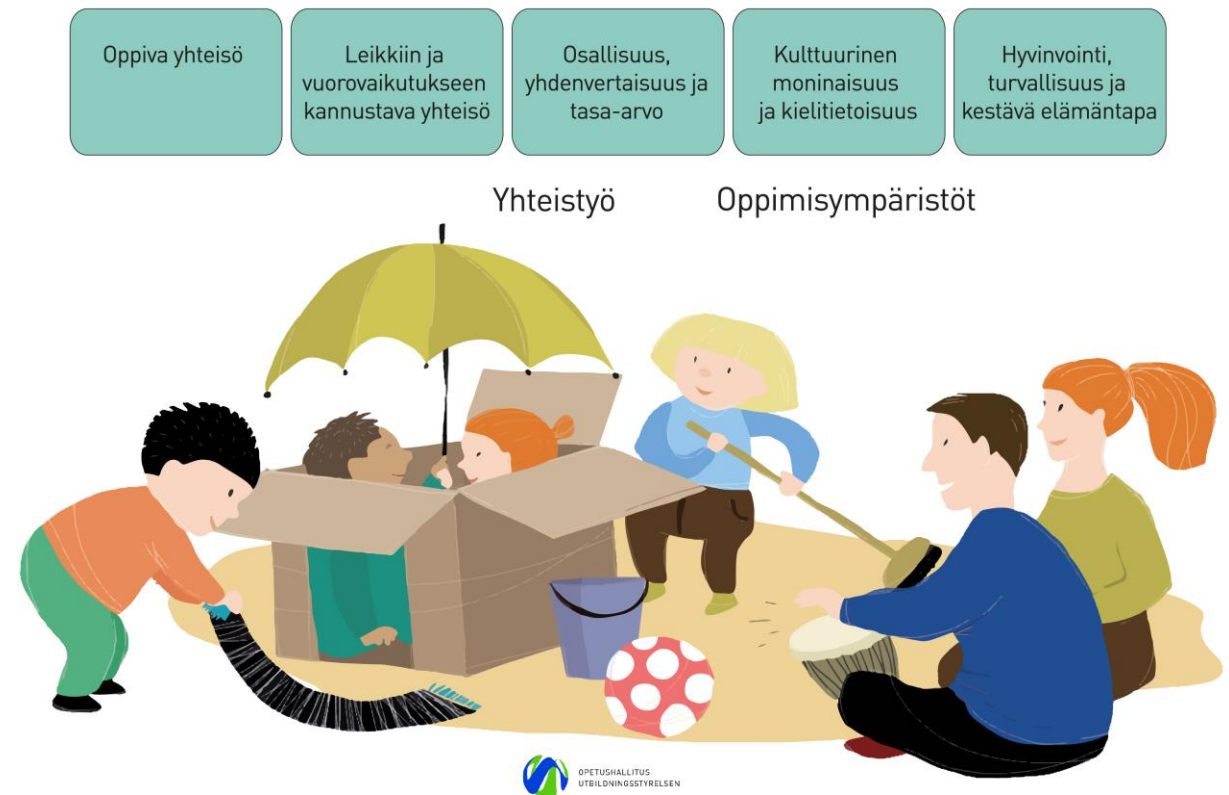 Oppiva yhteisö
Leikkiin ja
vuorovaikutukseen
kannustava yhteisö
Osallisuus,
yhdenvertaisuus ja
tasa-arvo
Kulttuurinen
moninaisuus
ja kielitietoisuus
Hyvinvointi,
turvallisuus ja
kestävä elämäntapa
Yhteistyö
Oppimisympäristöt
OPETUSHALLITUS
UTBILDNINGSSTYRELSEN